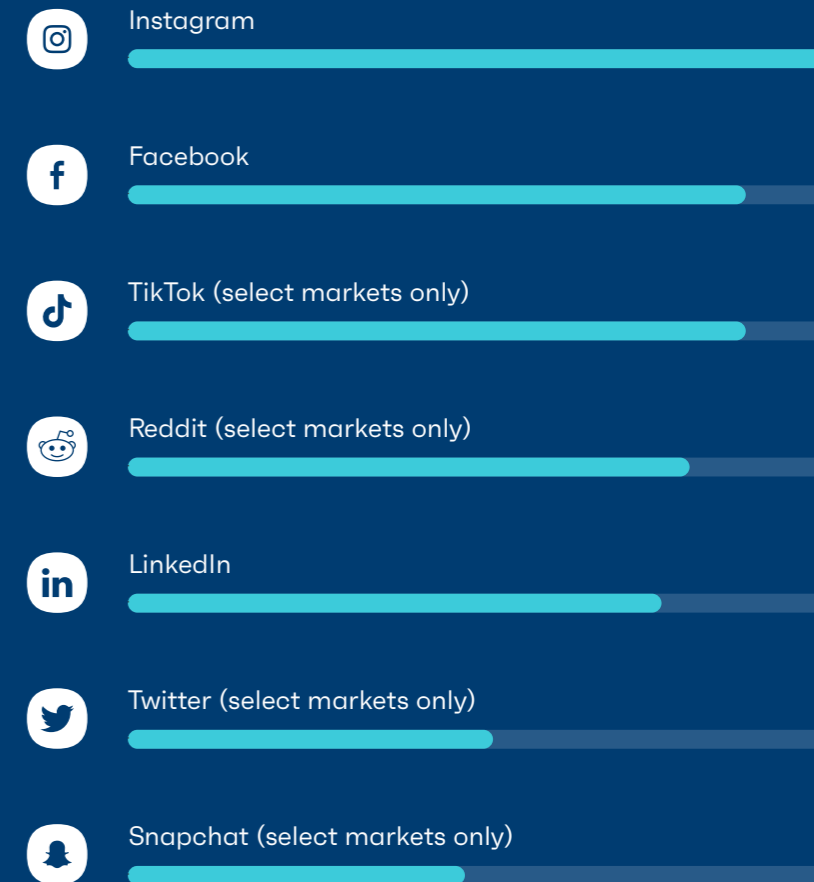 Instagram
Facebook
TikTok (select markets only)
Reddit (select markets only)
LinkedIn
in
Twitter (select markets only)
Snapchat (select markets only)